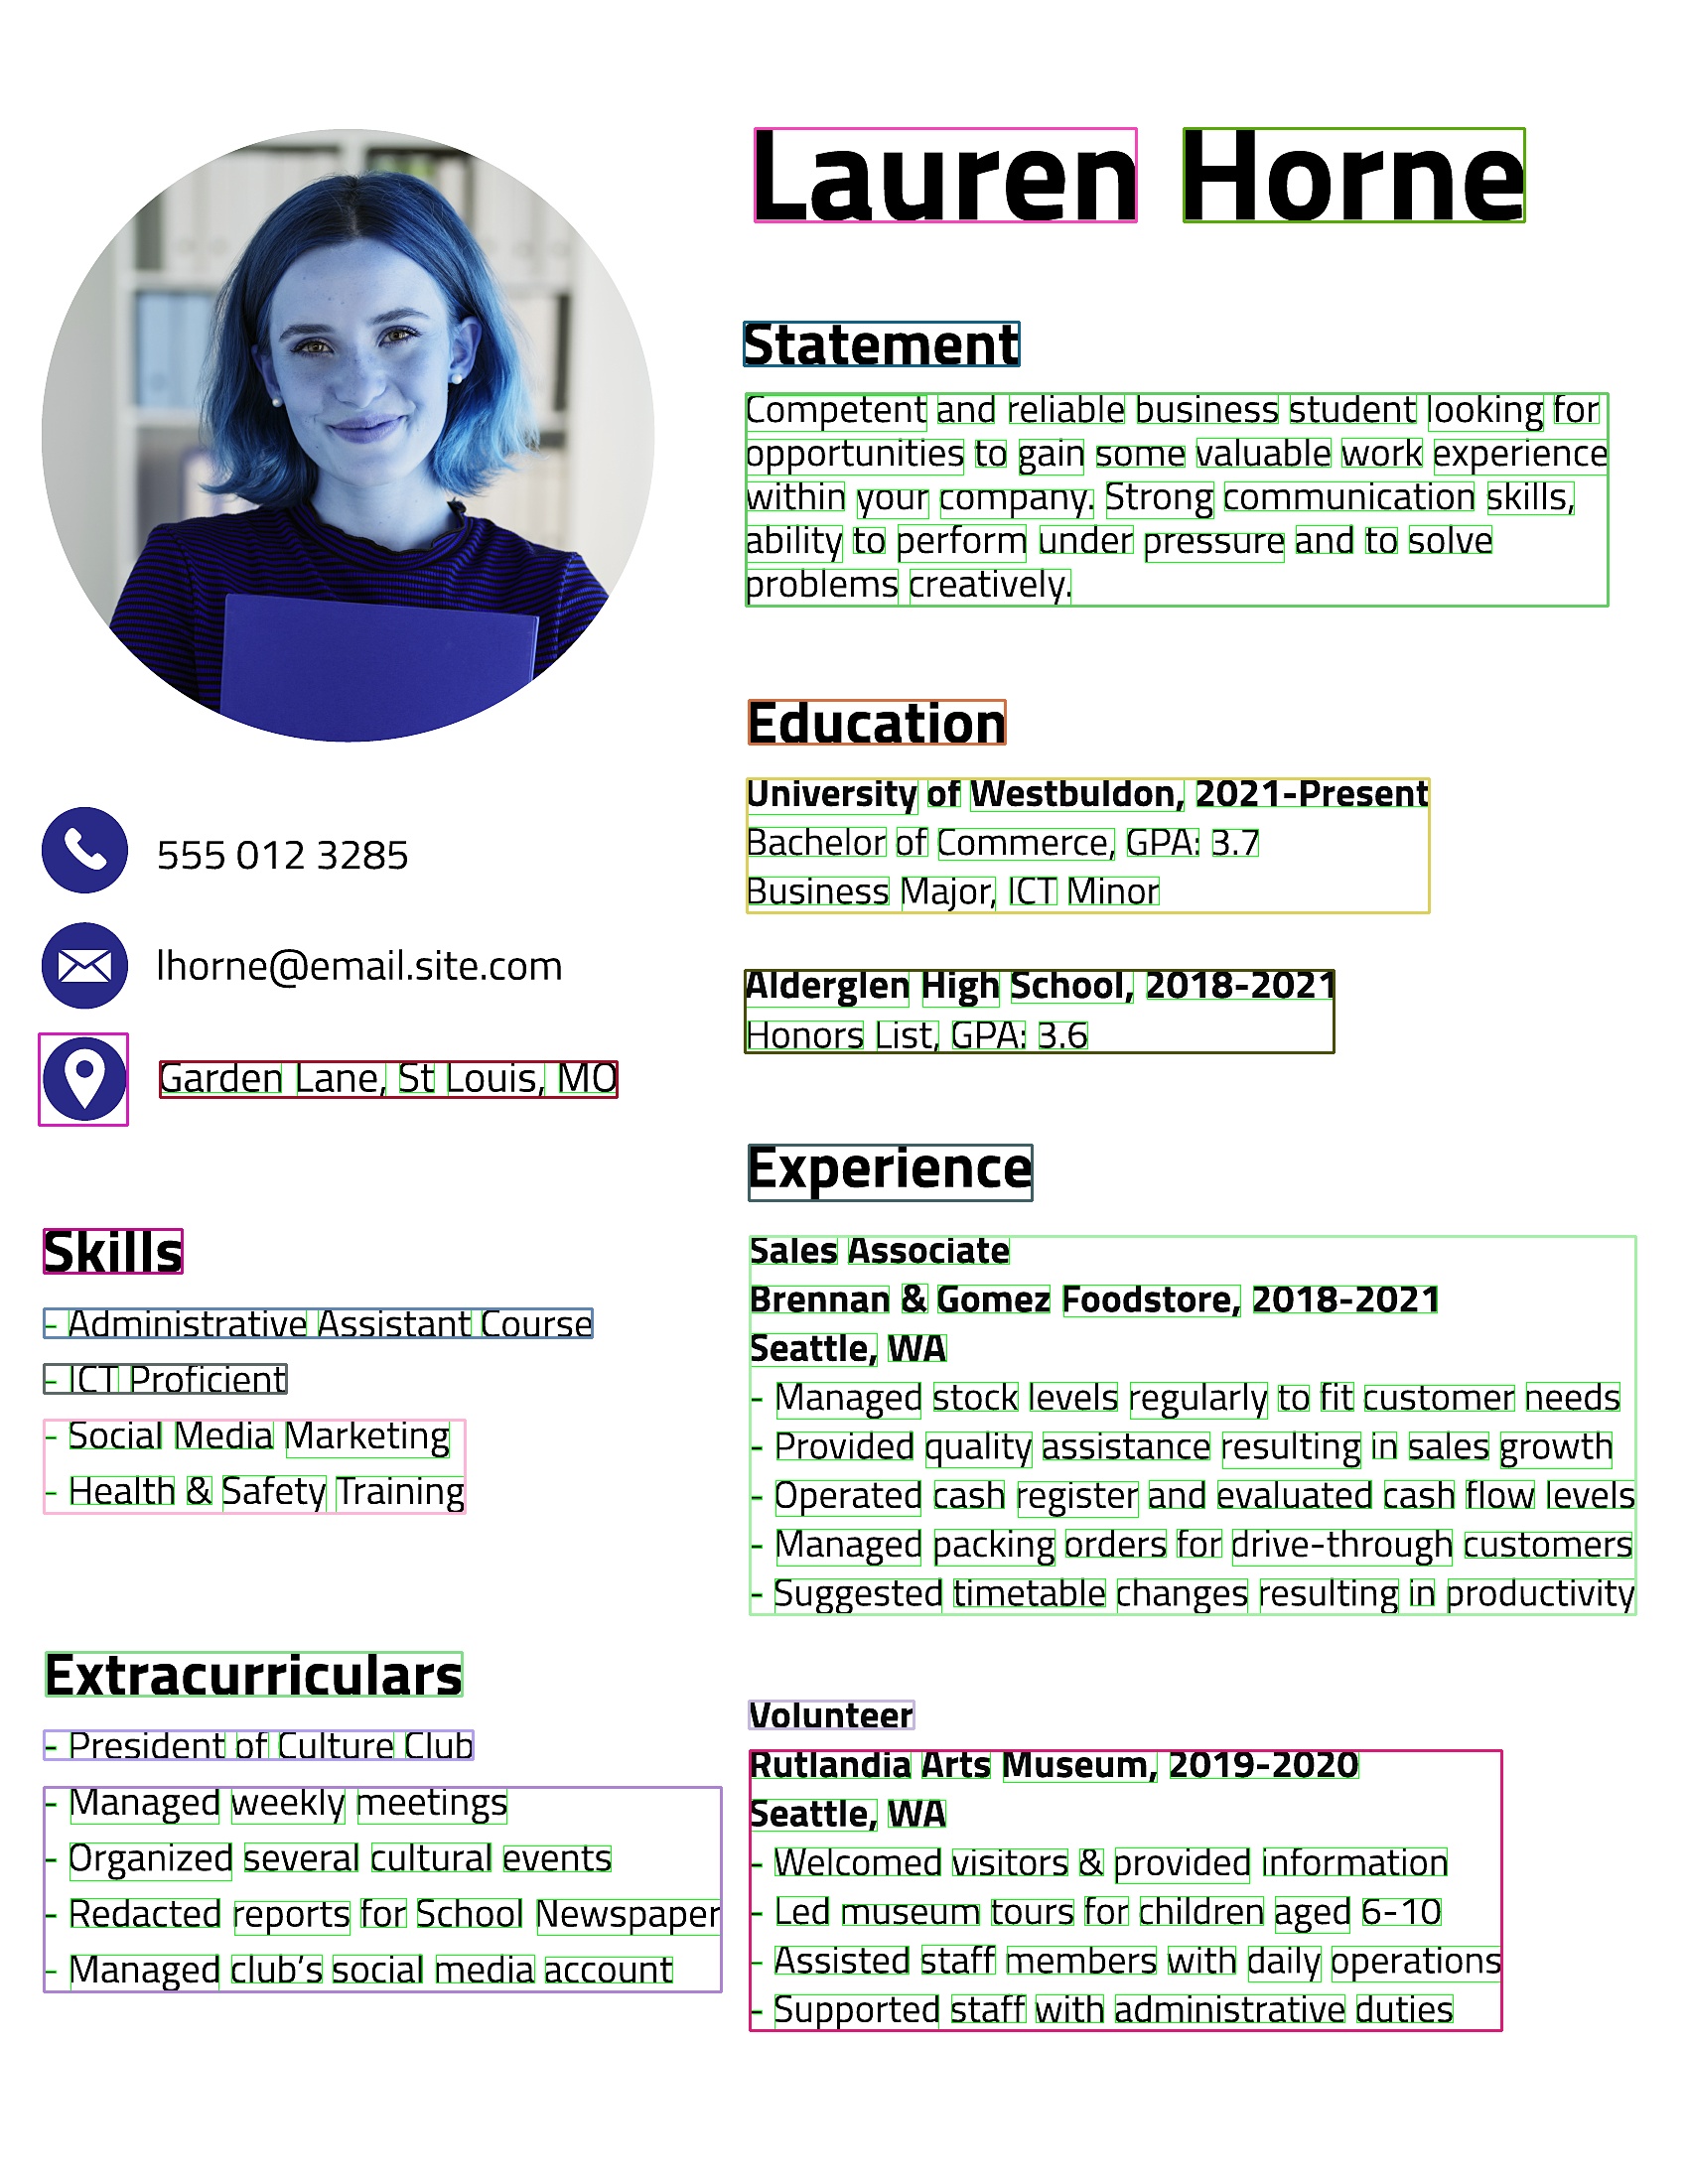 Lauren Horne
555 012 3285
lhorne@email.site.com
Garden Lane, St Louis, MO
Skills
- Administrative Assistant Course
- ICT Proficient
- Social Media Marketing
- Health & Safety Training
Extracurriculars
- President of Culture Club
- Managed weekly meetings
- Organized several cultural events
- Redacted reports for School Newspaper
- Managed club’s social media account
Statement
Competent and reliable business student looking for
opportunities to gain some valuable work experience
within your company. Strong communication skills,
ability to perform under pressure and to solve
problems creatively.
Education
University of Westbuldon, 2021-Present
Bachelor of Commerce, GPA: 3.7
Business Major, ICT Minor
Alderglen High School, 2018-2021
Honors List, GPA: 3.6
Experience
Sales Associate
Brennan & Gomez Foodstore, 2018-2021
Seattle, WA
- Managed stock levels regularly to fit customer needs
- Provided quality assistance resulting in sales growth
- Operated cash register and evaluated cash flow levels
- Managed packing orders for drive-through customers
- Suggested timetable changes resulting in productivity
Volunteer
Rutlandia Arts Museum, 2019-2020
Seattle, WA
- Welcomed visitors & provided information
- Led museum tours for children aged 6-10
- Assisted staff members with daily operations
- Supported staff with administrative duties